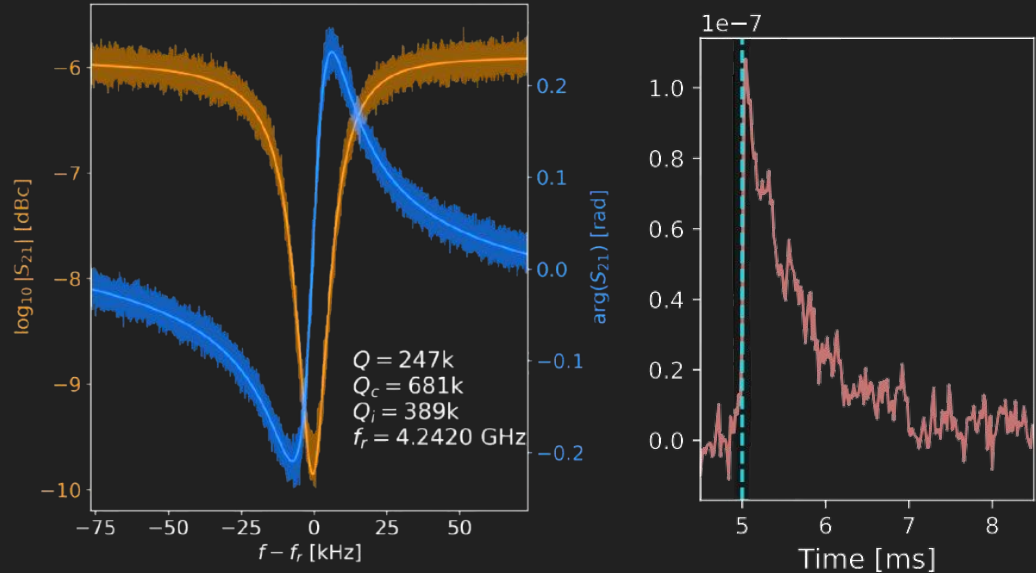 −6
−7
−8
−9
−10
log₁₀ |S₂₁| [dBc]
−75
−50
−25
0
25
50
f − fᵣ [kHz]
0.2
0.1
0.0
−0.1
−0.2
arg(S₂₁) [rad]
Q = 247k
Q_c = 681k
Q_i = 389k
fᵣ = 4.2420 GHz
1e−7
1.0
0.8
0.6
0.4
0.2
0.0
5
6
7
8
Time [ms]